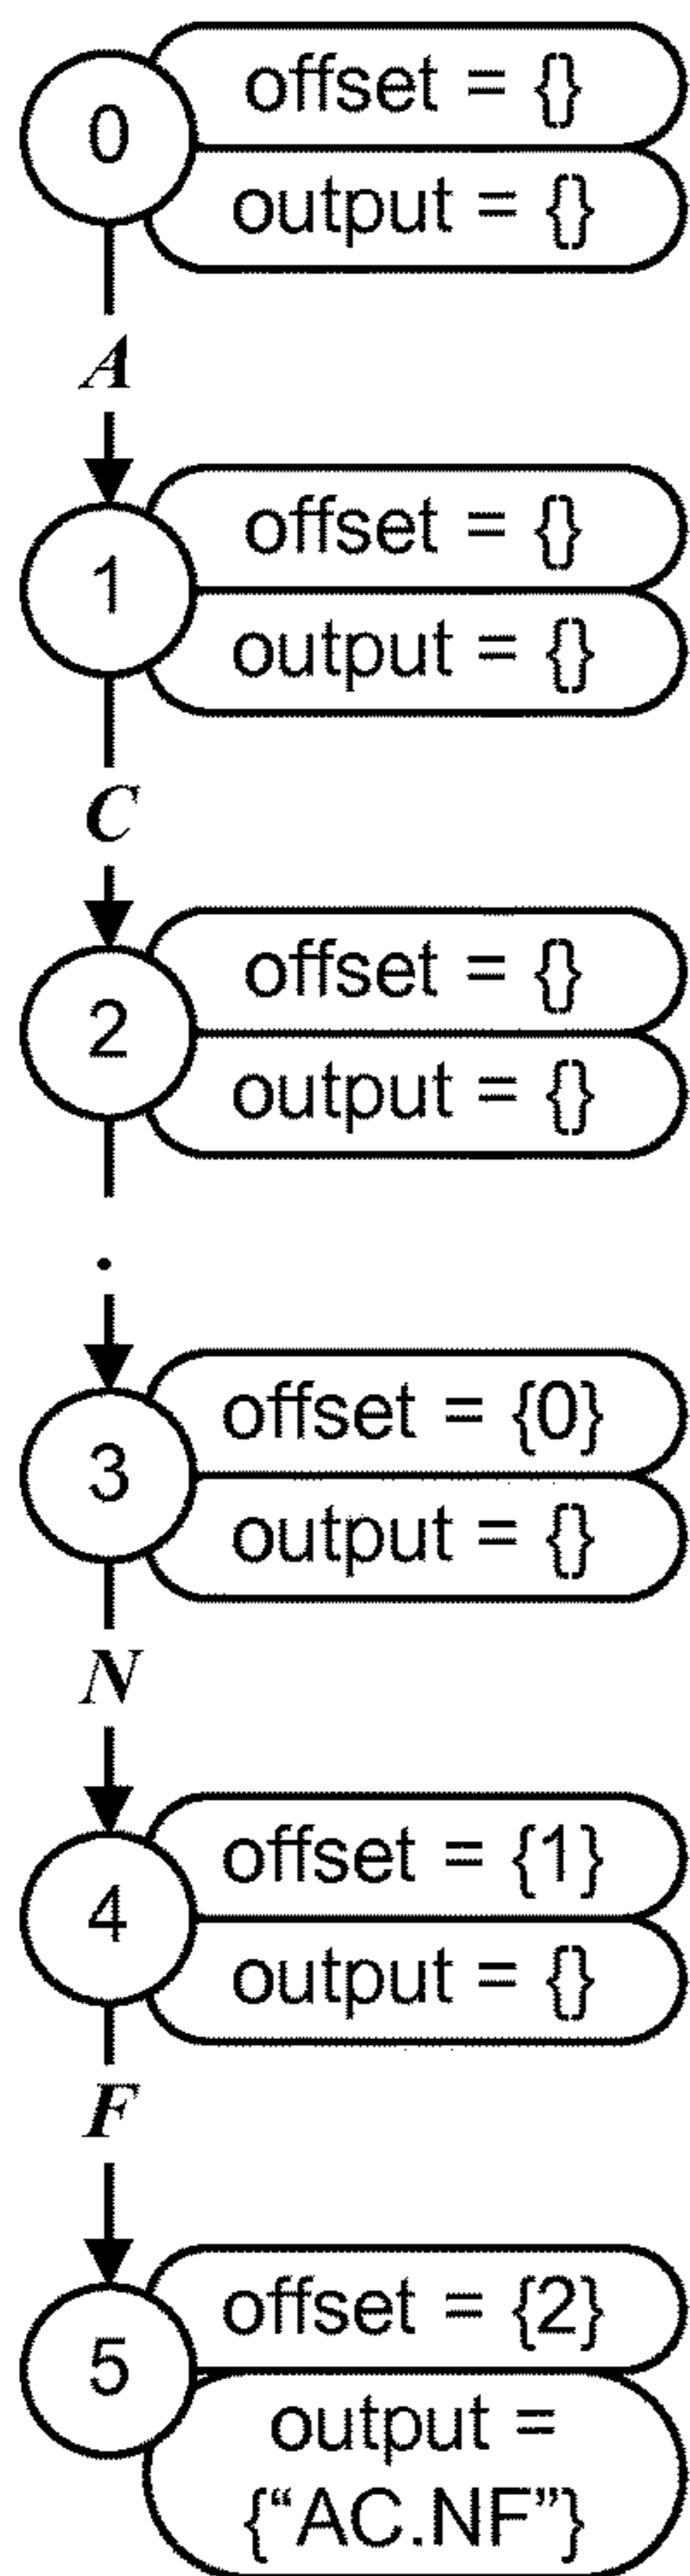 0
offset = {}
output = {}
A
1
offset = {}
output = {}
C
2
offset = {}
output = {}
.
3
offset = {0}
output = {}
N
4
offset = {1}
output = {}
F
5
offset = {2}
output =
{“AC.NF”}